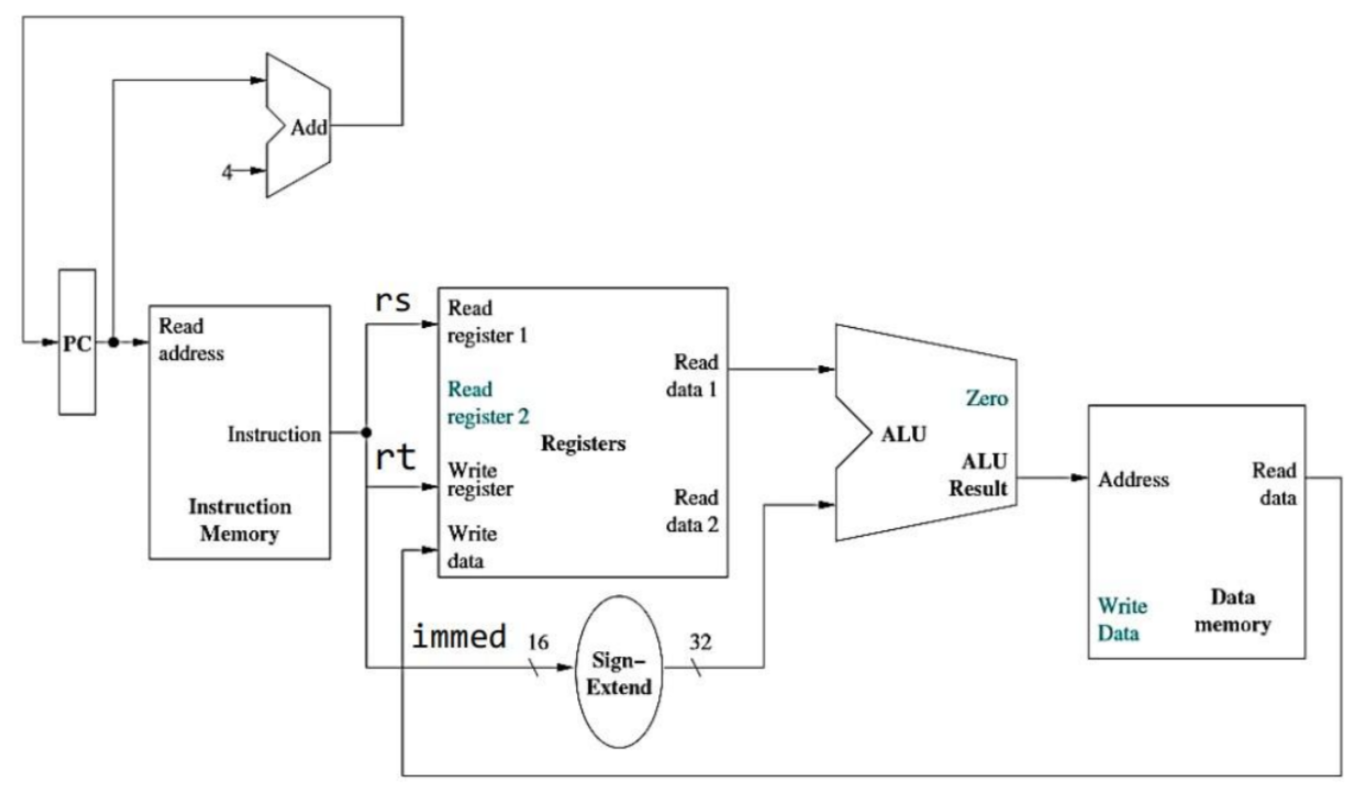 Add
4
PC
Read
address
Instruction
Instruction
Memory
rs
rt
Read
register 1
Read
register 2
Write
register
Write
data
Registers
Read
data 1
Read
data 2
immed
16
Sign-
Extend
32
Zero
ALU
ALU
Result
Address
Read
data
Write
Data
Data
memory